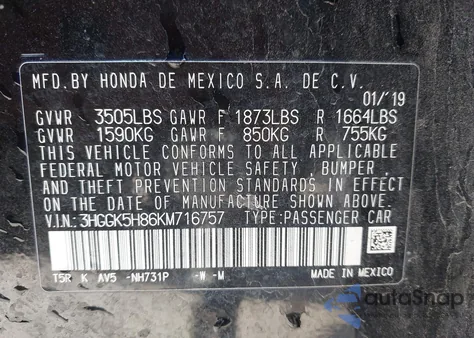 MFD.BY HONDA DE MEXICO S.A. DE C.V.
01/'19
GVWR 3505LBS GAWR F 1873LBS R 1664LBS
GVWR 1590KG GAWR F 850KG R 755KG
THIS VEHICLE CONFORMS TO ALL APPLICABLE
FEDERAL MOTOR VEHICLE SAFETY , BUMPER ,
AND THEFT PREVENTION STANDARDS IN EFFECT
ON THE DATE OF MANUFACTURE SHOWN ABOVE.
V.I.N.: 3HGGK5H86KM716757 TYPE:PASSENGER CAR
T5R K AV5 -NH731P -W -M
MADE IN MEXICO
autoSnap